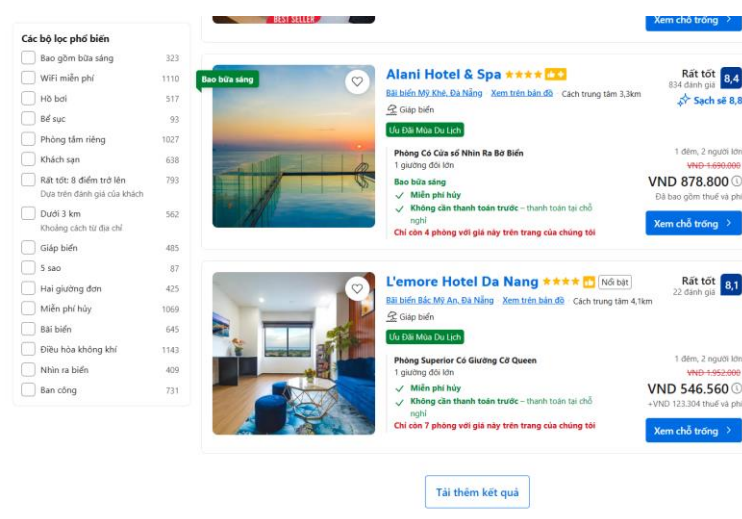 Các bộ lọc phổ biến
Bao gồm bữa sáng 323
WiFi miễn phí 1110
Hồ bơi 517
Bể sục 93
Phòng tắm riêng 1027
Khách sạn 638
Rất tốt: 8 điểm trở lên 793
Dựa trên đánh giá của khách
Dưới 3 km 562
Khoảng cách từ địa chỉ
Giáp biển 485
5 sao 87
Hai giường đơn 425
Miễn phí hủy 1069
Bãi biển 645
Điều hòa không khí 1143
Nhìn ra biển 409
Ban công 731
BEST SELLER
Xem chỗ trống
Bao bữa sáng
Alani Hotel & Spa
Bãi biển Mỹ Khê, Đà Nẵng Xem trên bản đồ Cách trung tâm 3,3km
Giáp biển
Ưu Đãi Mùa Du Lịch
Rất tốt 8,4
834 đánh giá
Sạch sẽ 8,8
Phòng Có Cửa sổ Nhìn Ra Bờ Biển
1 giường đôi lớn
Bao bữa sáng
Miễn phí hủy
Không cần thanh toán trước – thanh toán tại chỗ
nghỉ
Chỉ còn 4 phòng với giá này trên trang của chúng tôi
1 đêm, 2 người lớn
VND 1.690.000
VND 878.800
Đã bao gồm thuế và phí
Xem chỗ trống
L'emore Hotel Da Nang Nổi bật
Bãi biển Bắc Mỹ An, Đà Nẵng Xem trên bản đồ Cách trung tâm 4,1km
Giáp biển
Ưu Đãi Mùa Du Lịch
Rất tốt 8,1
22 đánh giá
Phòng Superior Có Giường Cỡ Queen
1 giường đôi lớn
Miễn phí hủy
Không cần thanh toán trước – thanh toán tại chỗ
nghỉ
Chỉ còn 7 phòng với giá này trên trang của chúng tôi
1 đêm, 2 người lớn
VND 1.952.000
VND 546.560
+VND 123.304 thuế và phí
Xem chỗ trống
Tải thêm kết quả